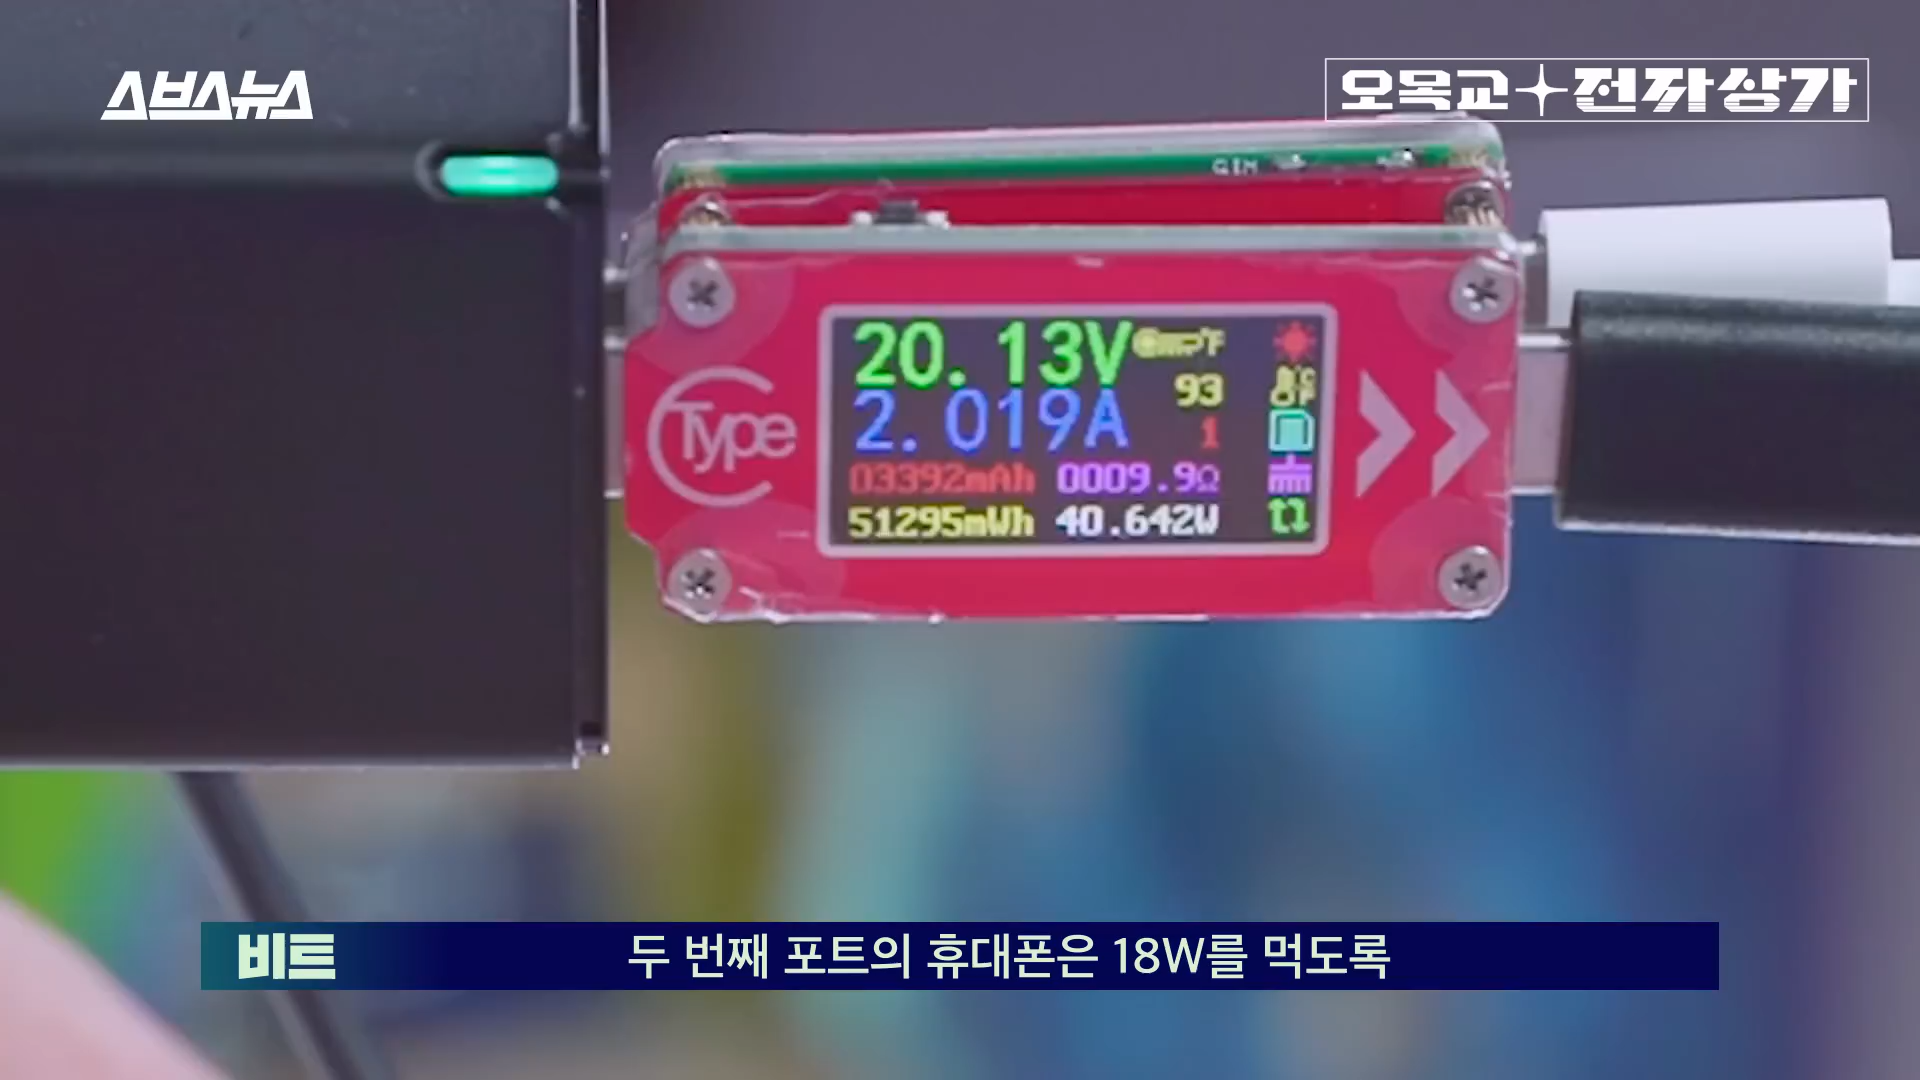 스브스뉴스
오목교 전자상가
20.13V
93
2.019A
1
03392mAh 0009.9Ω
51295mWh 40.642W
Type
비트
두 번째 포트의 휴대폰은 18W를 먹도록